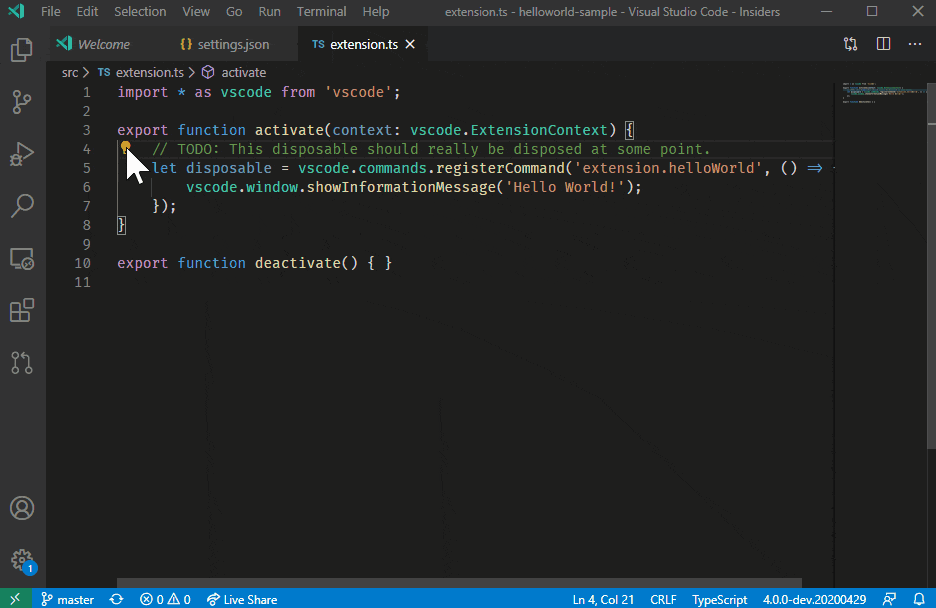 File Edit Selection View Go Run Terminal Help extension.ts - helloworld-sample - Visual Studio Code - Insiders
Welcome {} settings.json TS extension.ts
src > TS extension.ts > activate
1 import * as vscode from 'vscode';
2
3 export function activate(context: vscode.ExtensionContext) {
4 // TODO: This disposable should really be disposed at some point.
5 let disposable = vscode.commands.registerCommand('extension.helloWorld', () =>
6 vscode.window.showInformationMessage('Hello World!');
7 });
8 }
9
10 export function deactivate() { }
11
1
master 0 0 Live Share Ln 4, Col 21 CRLF TypeScript 4.0.0-dev.20200429